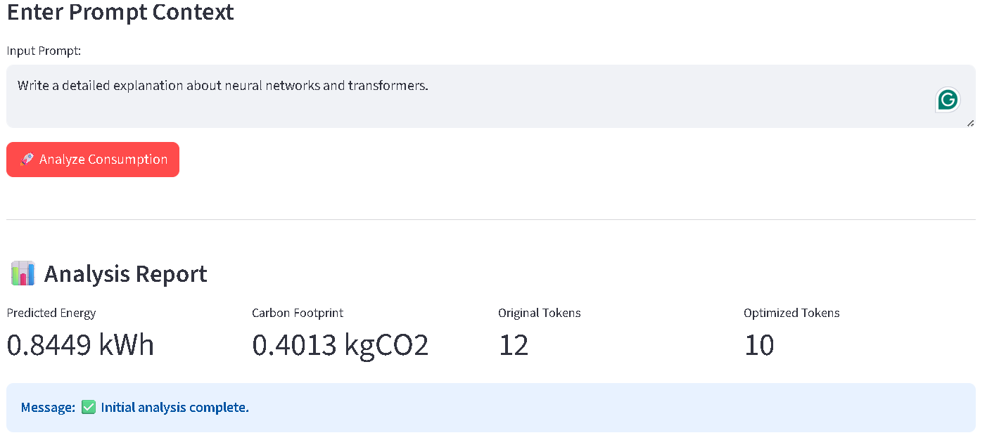 Enter Prompt Context
Input Prompt:
Write a detailed explanation about neural networks and transformers.
🚀 Analyze Consumption
📊 Analysis Report
Predicted Energy Carbon Footprint Original Tokens Optimized Tokens
0.8449 kWh 0.4013 kgCO2 12 10
Message: ✅ Initial analysis complete.